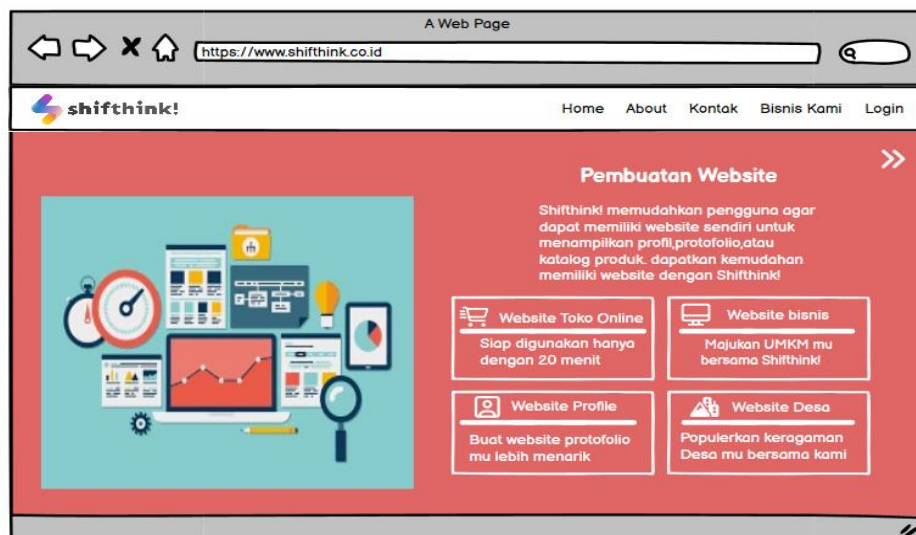 A Web Page
https://www.shifthink.co.id
shifthink!
Home About Kontak Bisnis Kami Login
Pembuatan Website
Shifthink! memudahkan pengguna agar
dapat memiliki website sendiri untuk
menampilkan profil,protofolio,atau
katalog produk. dapatkan kemudahan
memiliki website dengan Shifthink!
Website Toko Online
Siap digunakan hanya
dengan 20 menit
Website bisnis
Majukan UMKM mu
bersama Shifthink!
Website Profile
Buat website protofolio
mu lebih menarik
Website Desa
Populerkan keragaman
Desa mu bersama kami